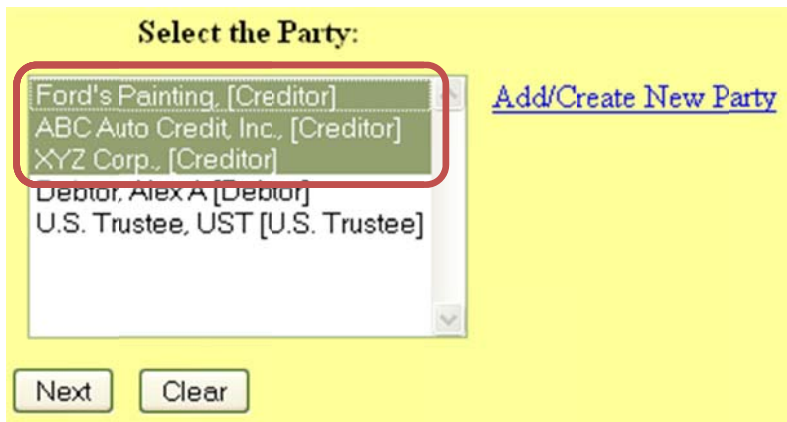 Select the Party:
Ford's Painting, [Creditor]
Add/Create New Party
ABC Auto Credit, Inc., [Creditor]
XYZ Corp., [Creditor]
Debtor, Alex A [Debtor]
U.S. Trustee, UST [U.S. Trustee]
Next
Clear